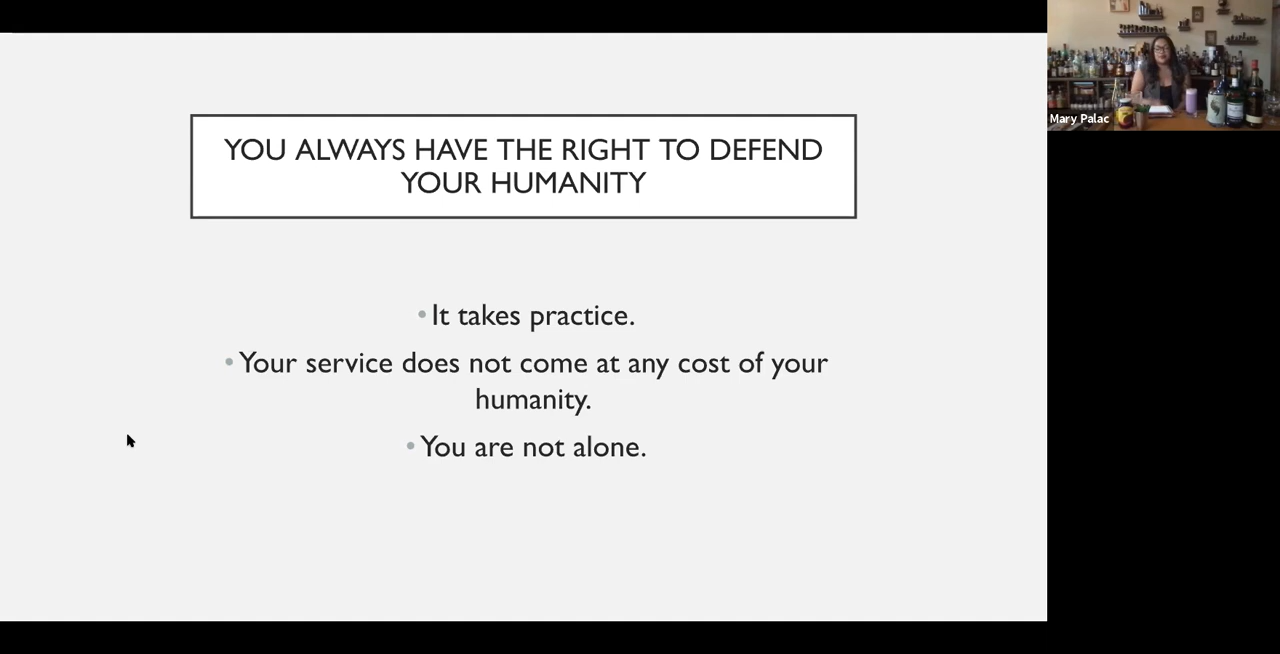 YOU ALWAYS HAVE THE RIGHT TO DEFEND
YOUR HUMANITY
• It takes practice.
• Your service does not come at any cost of your
humanity.
• You are not alone.
Mary Palac